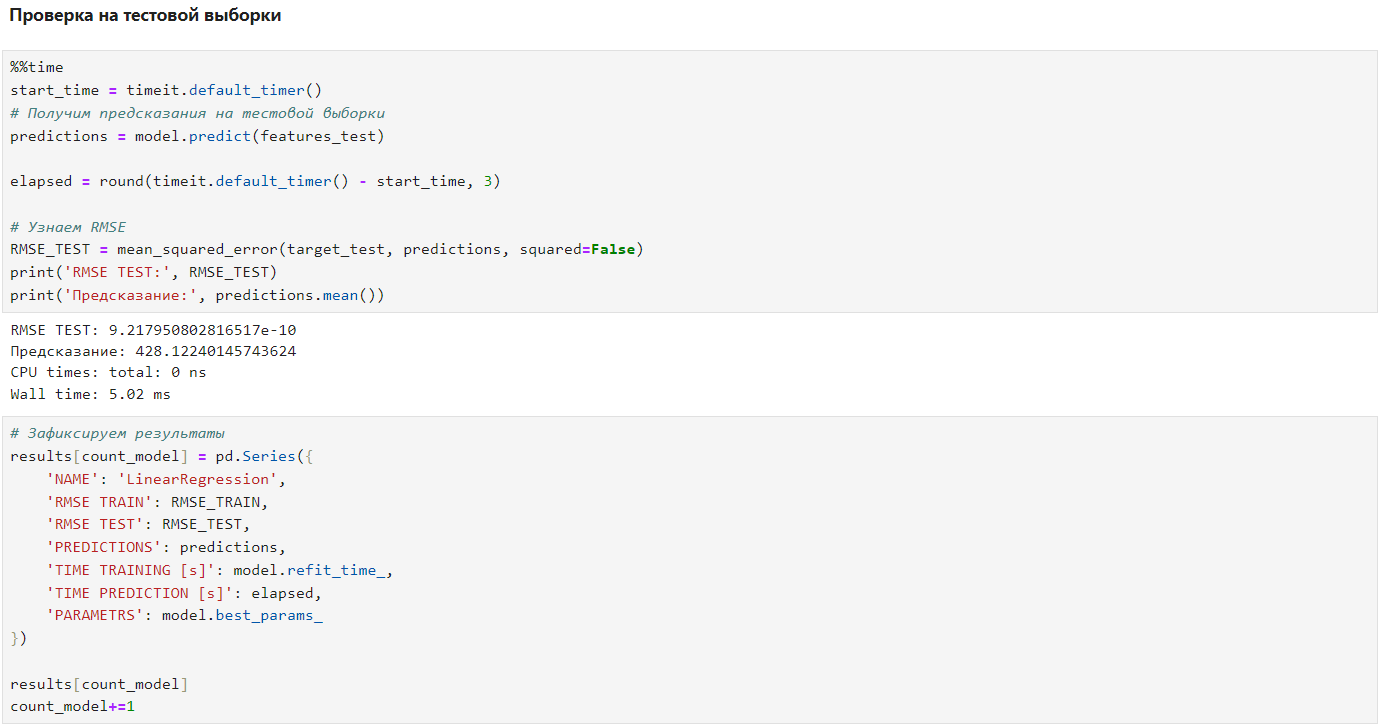 Проверка на тестовой выборки
%%time
start_time = timeit.default_timer()
# Получим предсказания на тестовой выборки
predictions = model.predict(features_test)
elapsed = round(timeit.default_timer() - start_time, 3)
# Узнаем RMSE
RMSE_TEST = mean_squared_error(target_test, predictions, squared=False)
print('RMSE TEST:', RMSE_TEST)
print('Предсказание:', predictions.mean())
RMSE TEST: 9.217950802816517e-10
Предсказание: 428.12240145743624
CPU times: total: 0 ns
Wall time: 5.02 ms
# Зафиксируем результаты
results[count_model] = pd.Series({
    'NAME': 'LinearRegression',
    'RMSE TRAIN': RMSE_TRAIN,
    'RMSE TEST': RMSE_TEST,
    'PREDICTIONS': predictions,
    'TIME TRAINING [s]': model.refit_time_,
    'TIME PREDICTION [s]': elapsed,
    'PARAMETRS': model.best_params_
})
results[count_model]
count_model+=1